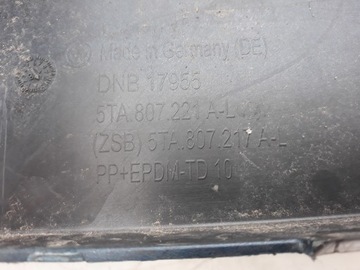 Made in Germany (DE)
DNB 17955
5TA.807.221 A-L
(ZSB) 5TA.807.217 A-L
PP+EPDM-TD 10